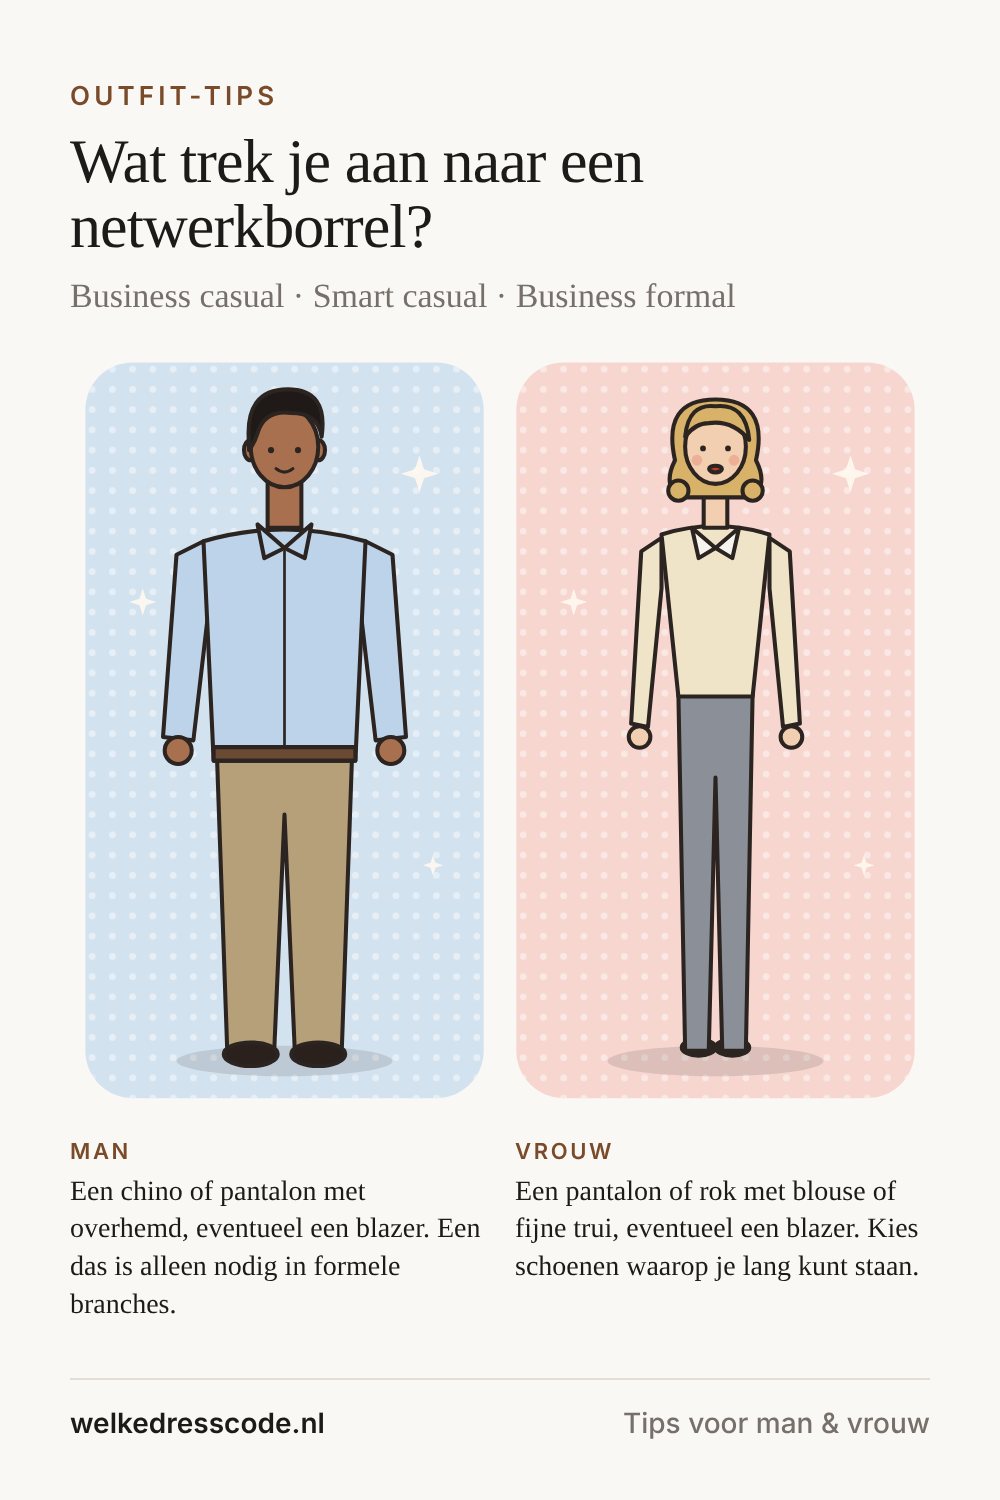 OUTFIT-TIPS
Wat trek je aan naar een
netwerkborrel?
Business casual · Smart casual · Business formal
MAN
Een chino of pantalon met
overhemd, eventueel een blazer. Een
das is alleen nodig in formele
branches.
VROUW
Een pantalon of rok met blouse of
fijne trui, eventueel een blazer. Kies
schoenen waarop je lang kunt staan.
welkedresscode.nl
Tips voor man & vrouw